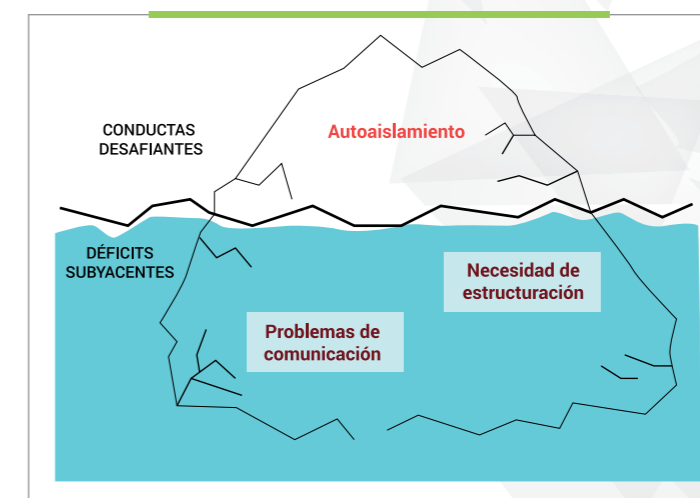 CONDUCTAS
DESAFIANTES
Autoaislamiento
DÉFICITS
SUBYACENTES
Necesidad de
estructuración
Problemas de
comunicación